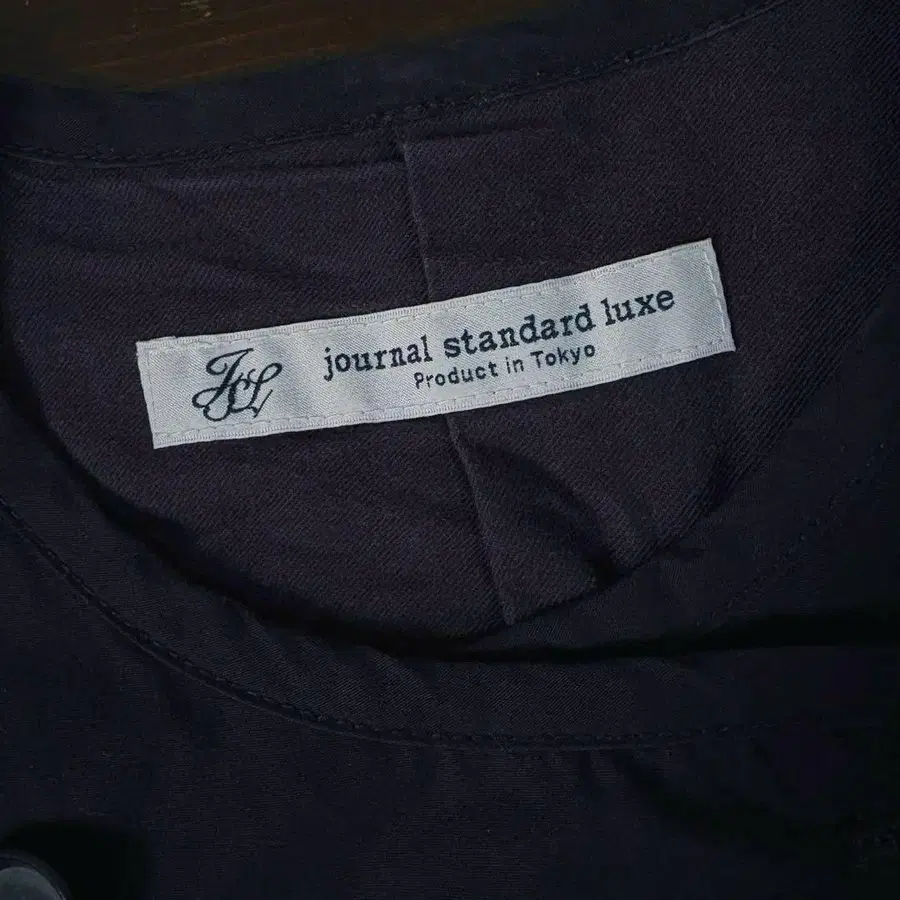 JSL journal standard luxe
Product in Tokyo